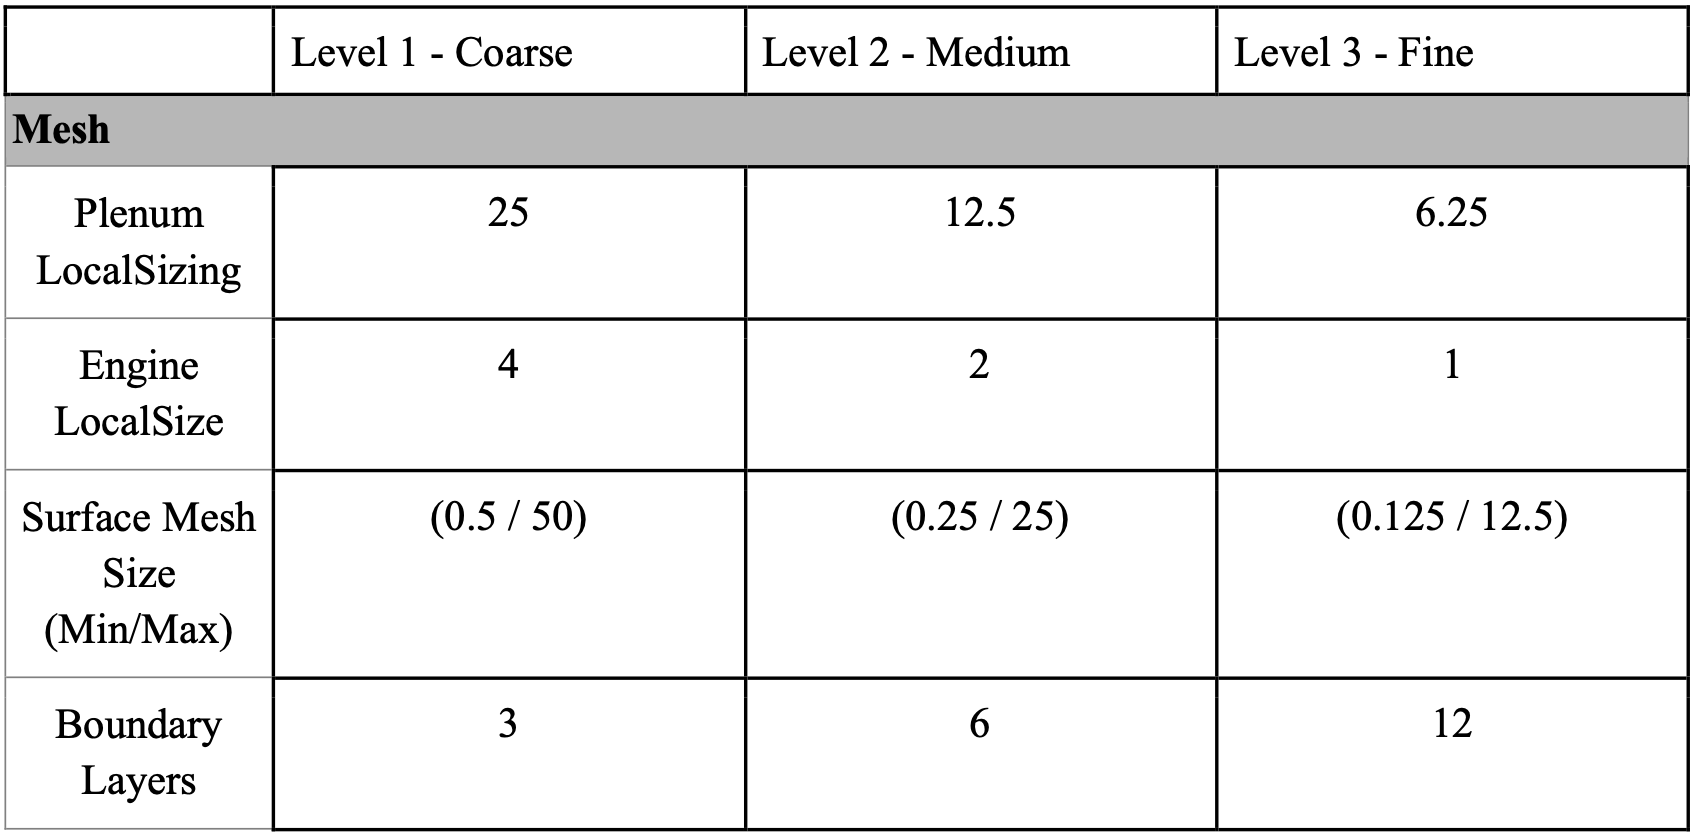 Level 1 - Coarse Level 2 - Medium Level 3 - Fine
Mesh
Plenum 25 12.5 6.25
LocalSizing
Engine 4 2 1
LocalSize
Surface Mesh (0.5 / 50) (0.25 / 25) (0.125 / 12.5)
Size
(Min/Max)
Boundary 3 6 12
Layers